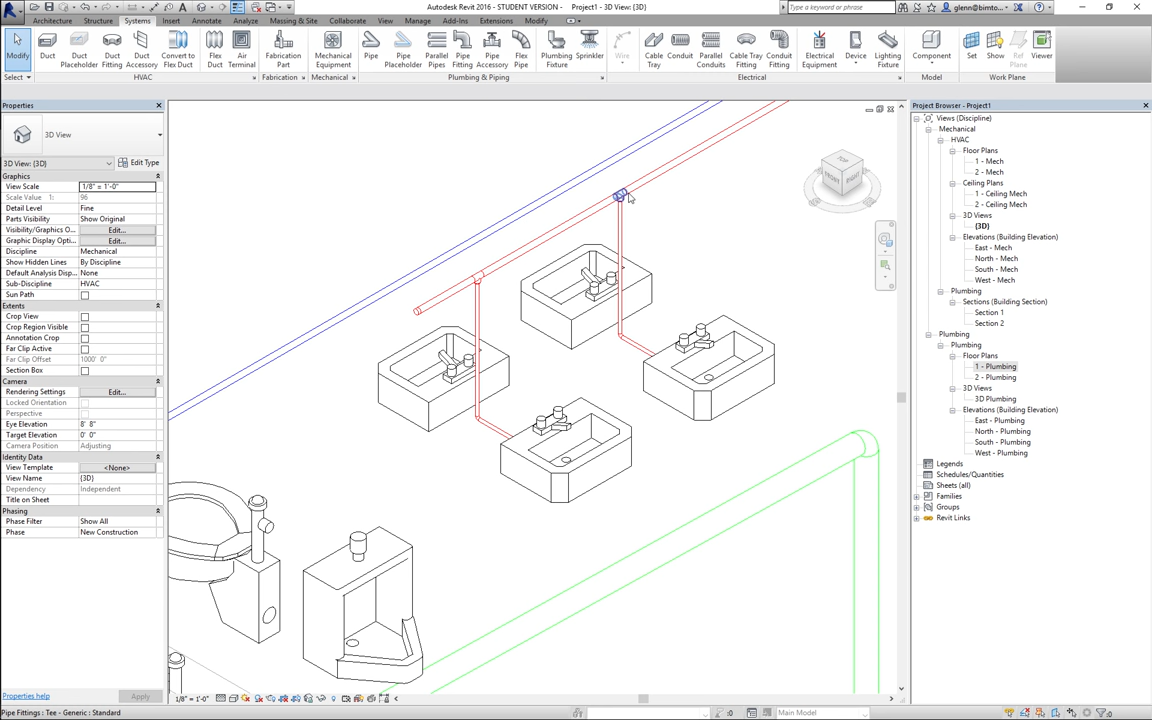 Autodesk Revit 2016 - STUDENT VERSION - Project1 - 3D View: {3D}
Type a keyword or phrase
glenn@bimto...
Architecture Structure Systems Insert Annotate Analyze Massing & Site Collaborate View Manage Add-Ins Extensions Modify
Modify
Duct
Duct Placeholder
Duct Fitting
Duct Accessory
Convert to Flex Duct
Flex Duct
Air Terminal
Fabrication Part
Mechanical Equipment
Pipe
Pipe Placeholder
Parallel Pipes
Pipe Fitting
Pipe Accessory
Flex Pipe
Plumbing Fixture
Sprinkler
Wire
Cable Tray
Conduit
Parallel Conduits
Cable Tray Fitting
Conduit Fitting
Electrical Equipment
Device
Lighting Fixture
Component
Set
Show
Ref Plane
Viewer
Select
HVAC
Fabrication
Mechanical
Plumbing & Piping
Electrical
Model
Work Plane
Properties
3D View
3D View: {3D}
Edit Type
Graphics
View Scale 1/8" = 1'-0"
Scale Value 1: 96
Detail Level Fine
Parts Visibility Show Original
Visibility/Graphics O... Edit...
Graphic Display Opti... Edit...
Discipline Mechanical
Show Hidden Lines By Discipline
Default Analysis Disp... None
Sub-Discipline HVAC
Sun Path
Extents
Crop View
Crop Region Visible
Annotation Crop
Far Clip Active
Far Clip Offset 1000' 0"
Section Box
Camera
Rendering Settings Edit...
Locked Orientation
Perspective
Eye Elevation 8' 8"
Target Elevation 0' 0"
Camera Position Adjusting
Identity Data
View Template <None>
View Name {3D}
Dependency Independent
Title on Sheet
Phasing
Phase Filter Show All
Phase New Construction
Properties help
Apply
TOP
FRONT
RIGHT
Project Browser - Project1
Views (Discipline)
Mechanical
HVAC
Floor Plans
1 - Mech
2 - Mech
Ceiling Plans
1 - Ceiling Mech
2 - Ceiling Mech
3D Views
{3D}
Elevations (Building Elevation)
East - Mech
North - Mech
South - Mech
West - Mech
Plumbing
Sections (Building Section)
Section 1
Section 2
Plumbing
Plumbing
Floor Plans
1 - Plumbing
2 - Plumbing
3D Views
3D Plumbing
Elevations (Building Elevation)
East - Plumbing
North - Plumbing
South - Plumbing
West - Plumbing
Legends
Schedules/Quantities
Sheets (all)
Families
Groups
Revit Links
1/8" = 1'-0"
Pipe Fittings : Tee - Generic : Standard
:0
Main Model
:0